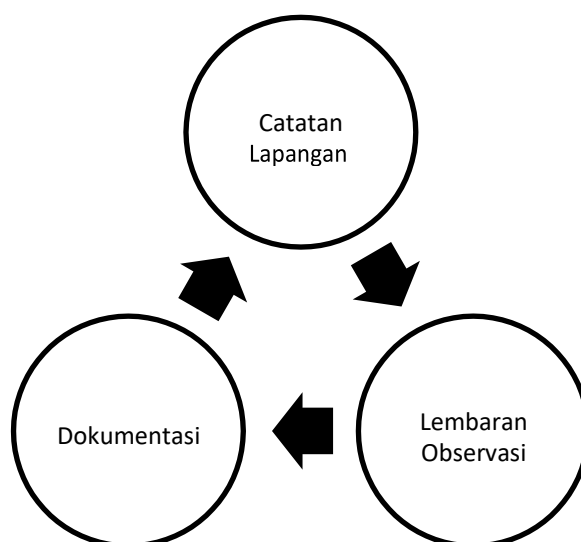 Catatan
Lapangan
Dokumentasi
Lembaran
Observasi